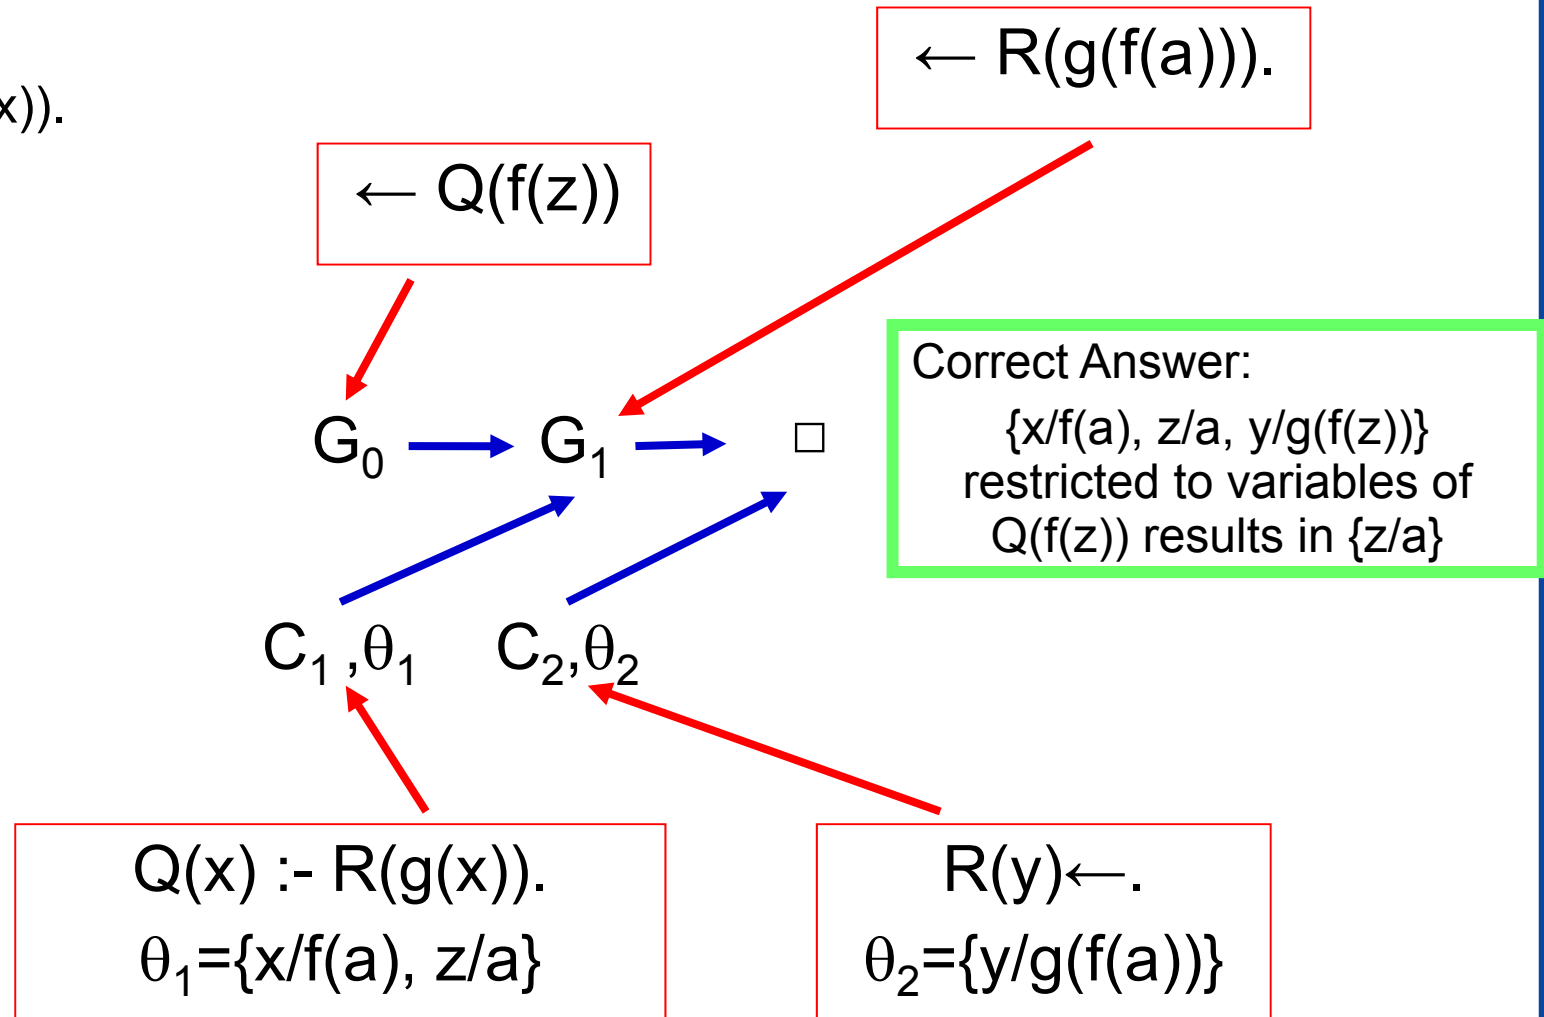 ← R(g(f(a))).
x)).
← Q(f(z))
Correct Answer:
{x/f(a), z/a, y/g(f(z))}
restricted to variables of
Q(f(z)) results in {z/a}
G₀ → G₁ → □
C₁ ,θ₁ C₂,θ₂
Q(x) :- R(g(x)).
θ₁={x/f(a), z/a}
R(y)←.
θ₂={y/g(f(a))}